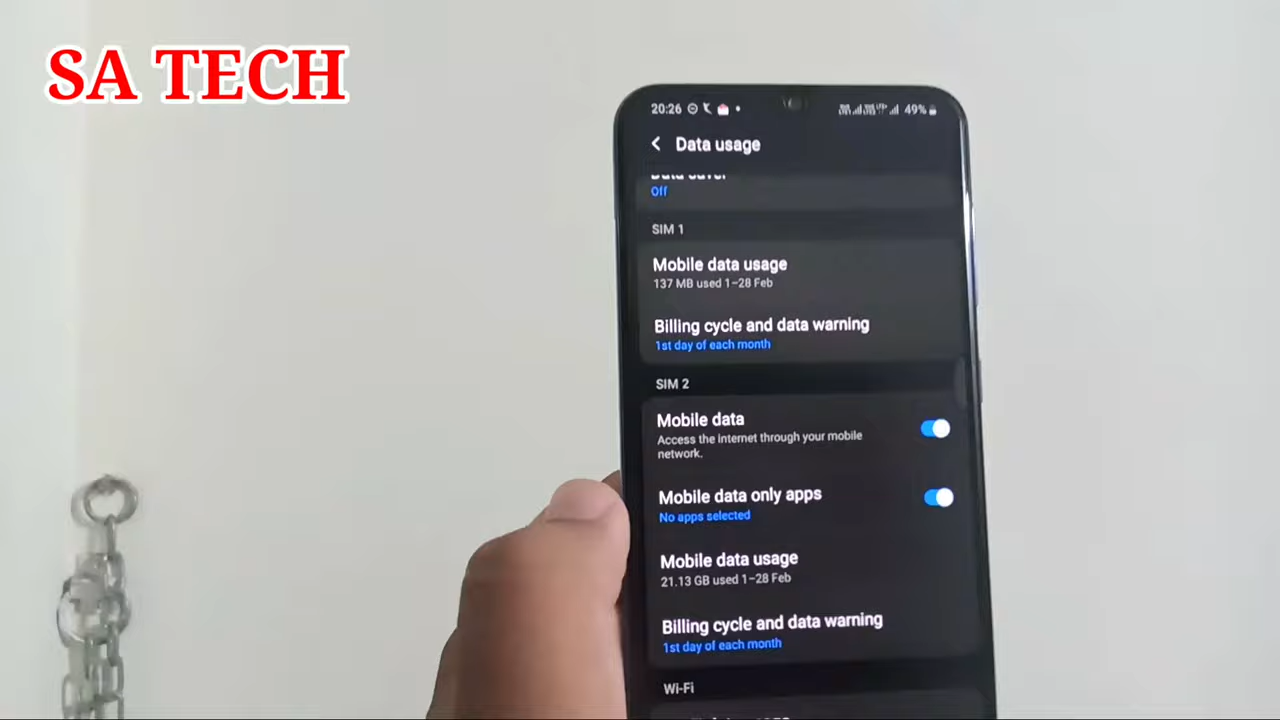 SA TECH
20:26
49%
Data usage
Data saver
Off
SIM 1
Mobile data usage
137 MB used 1–28 Feb
Billing cycle and data warning
1st day of each month
SIM 2
Mobile data
Access the internet through your mobile
network.
Mobile data only apps
No apps selected
Mobile data usage
21.13 GB used 1–28 Feb
Billing cycle and data warning
1st day of each month
Wi-Fi